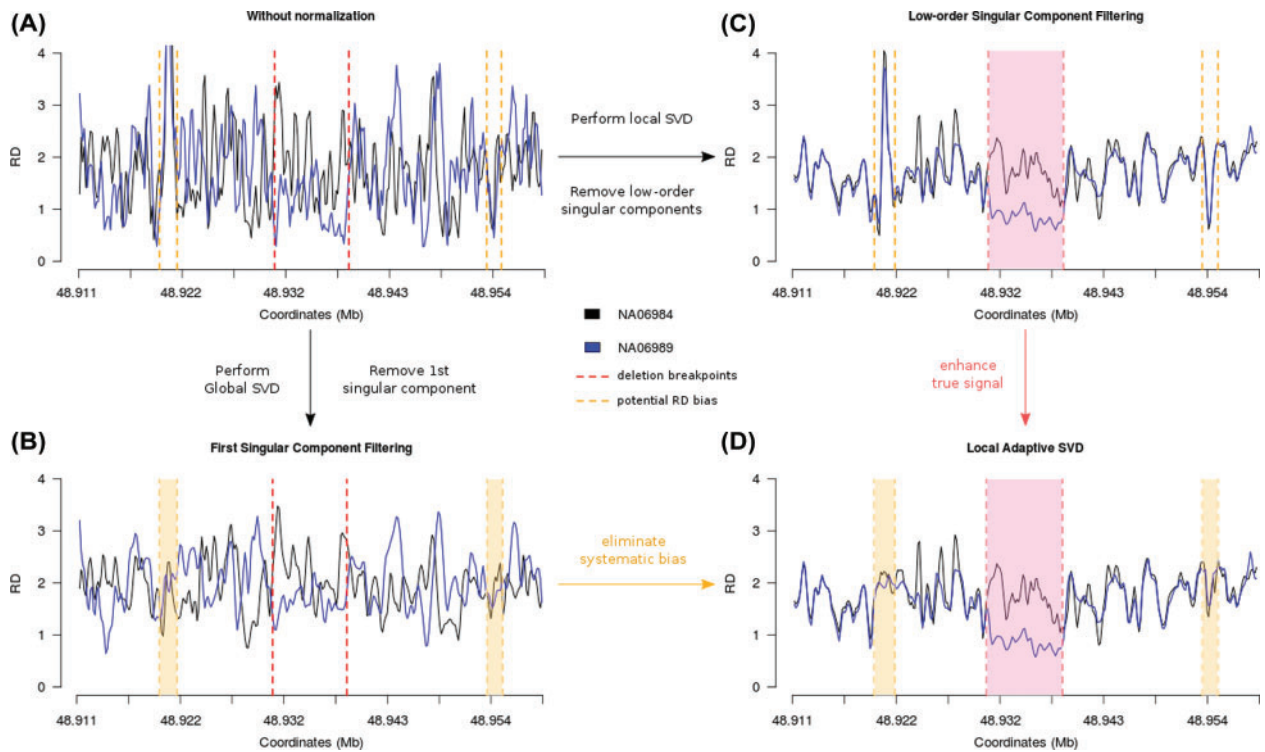 (A)
Without normalization
RD
4
3
2
1
0
48.911
48.922
48.932
48.943
48.954
Coordinates (Mb)
Perform local SVD
Remove low-order
singular components
(C)
Low-order Singular Component Filtering
RD
4
3
2
1
0
48.911
48.922
48.932
48.943
48.954
Coordinates (Mb)
Perform
Global SVD
Remove 1st
singular component
NA06984
NA06989
deletion breakpoints
potential RD bias
enhance
true signal
(B)
First Singular Component Filtering
RD
4
3
2
1
0
48.911
48.922
48.932
48.943
48.954
Coordinates (Mb)
eliminate
systematic bias
(D)
Local Adaptive SVD
RD
4
3
2
1
0
48.911
48.922
48.932
48.943
48.954
Coordinates (Mb)